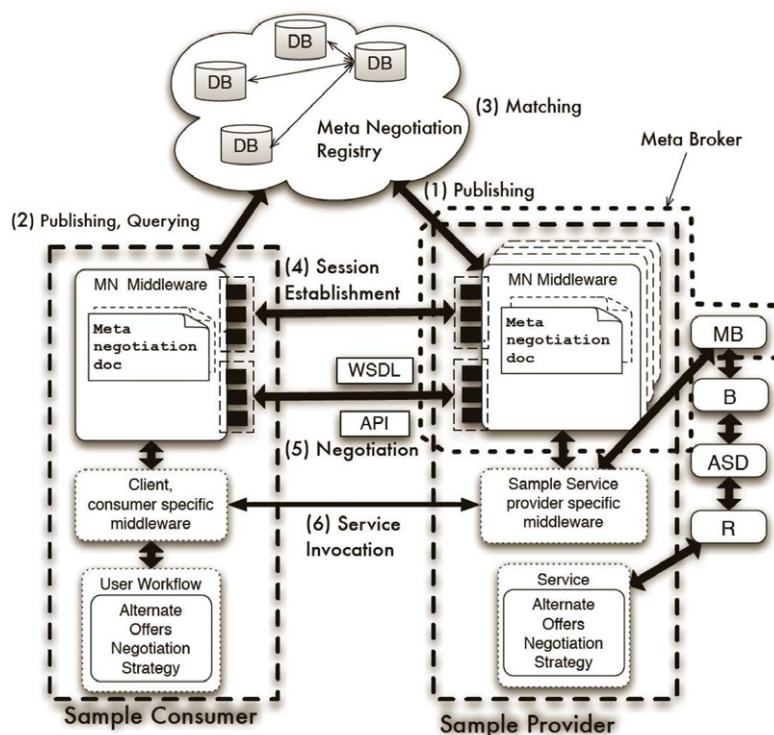 DB
DB
DB
DB
Meta Negotiation
Registry
(3) Matching
Meta Broker
(1) Publishing
(2) Publishing, Querying
MN Middleware
Meta
negotiation
doc
(4) Session
Establishment
MN Middleware
Meta
negotiation
doc
MB
WSDL
API
(5) Negotiation
B
ASD
R
Client,
consumer specific
middleware
Sample Service
provider specific
middleware
(6) Service
Invocation
User Workflow
Alternate
Offers
Negotiation
Strategy
Service
Alternate
Offers
Negotiation
Strategy
Sample Consumer
Sample Provider